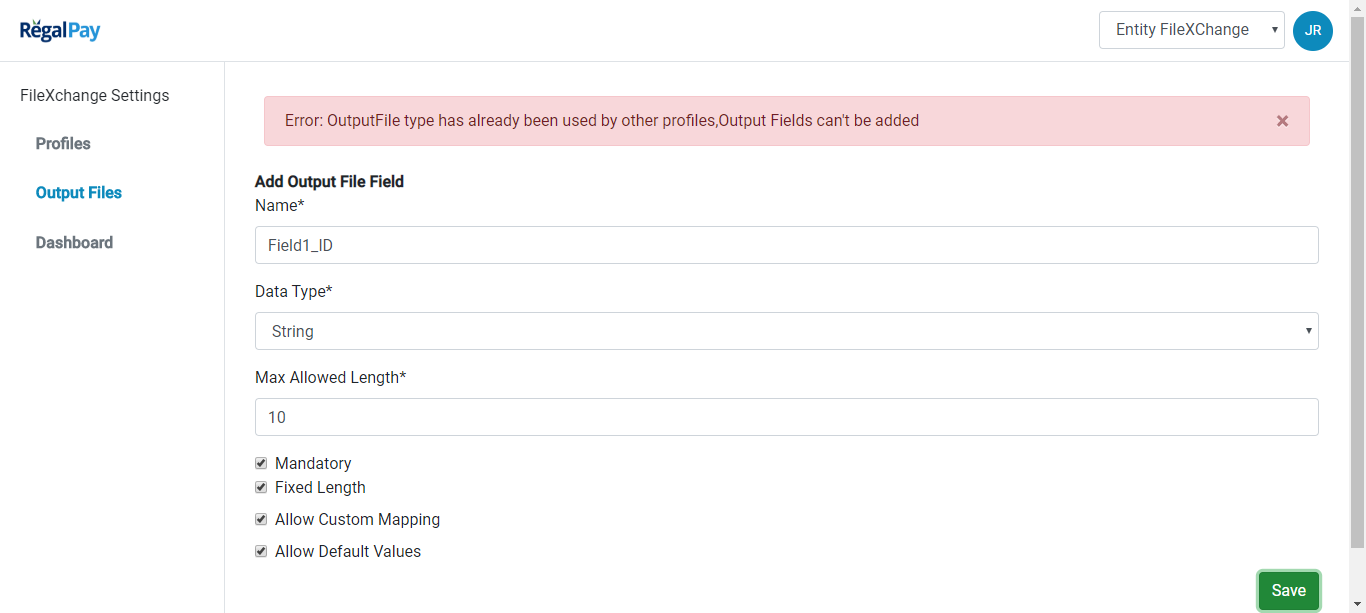 RegalPay
Entity FileXChange
JR
FileXchange Settings
Profiles
Output Files
Dashboard
Error: OutputFile type has already been used by other profiles,Output Fields can't be added
×
Add Output File Field
Name*
Field1_ID
Data Type*
String
Max Allowed Length*
10
Mandatory
Fixed Length
Allow Custom Mapping
Allow Default Values
Save